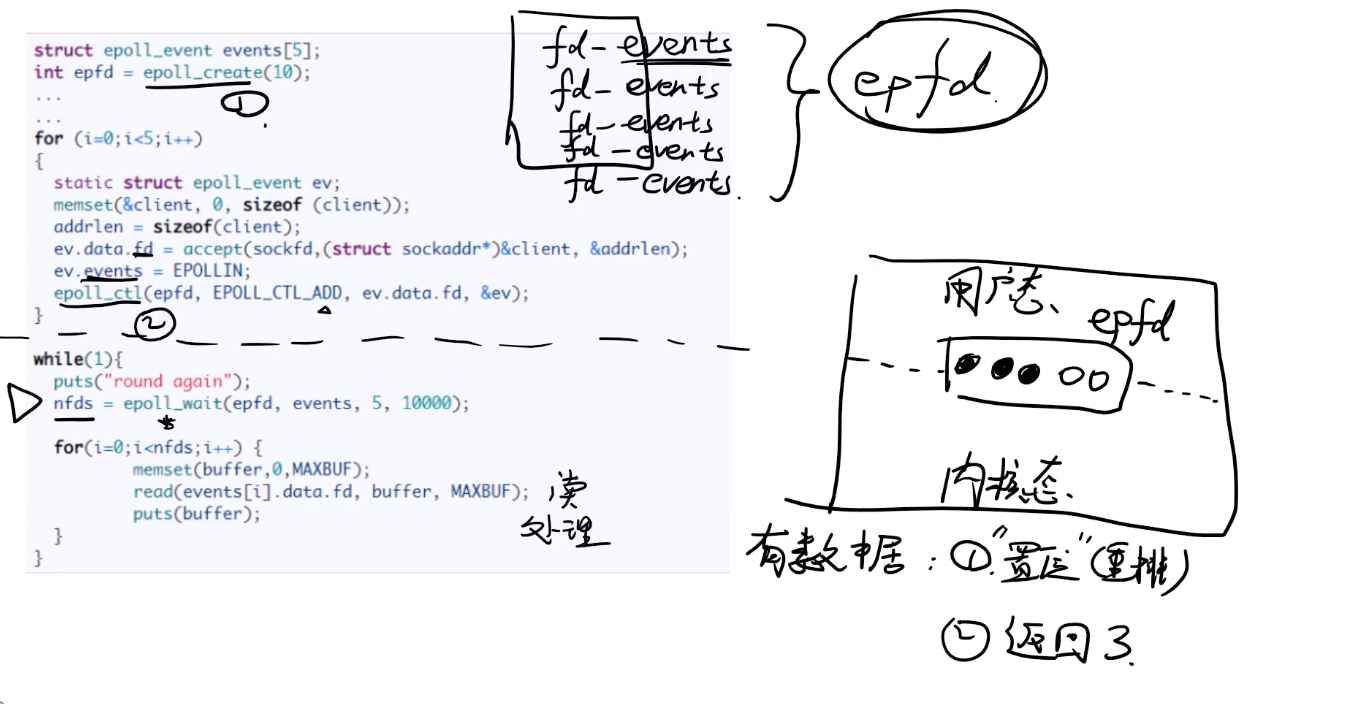 struct epoll_event events[5];
int epfd = epoll_create(10);
①
...
...
for (i=0;i<5;i++)
{
static struct epoll_event ev;
memset(&client, 0, sizeof (client));
addrlen = sizeof(client);
ev.data.fd = accept(sockfd,(struct sockaddr*)&client, &addrlen);
ev.events = EPOLLIN;
epoll_ctl(epfd, EPOLL_CTL_ADD, ev.data.fd, &ev);
}
②
while(1){
puts("round again");
nfds = epoll_wait(epfd, events, 5, 10000);
for(i=0;i<nfds;i++) {
memset(buffer,0,MAXBUF);
read(events[i].data.fd, buffer, MAXBUF);
puts(buffer);
}
}
读
处理
fd-events
fd-events
fd-events
fd-events
fd-events
epfd
用户态
epfd
内核态
有数据:①"置位"(重排)
②返回3